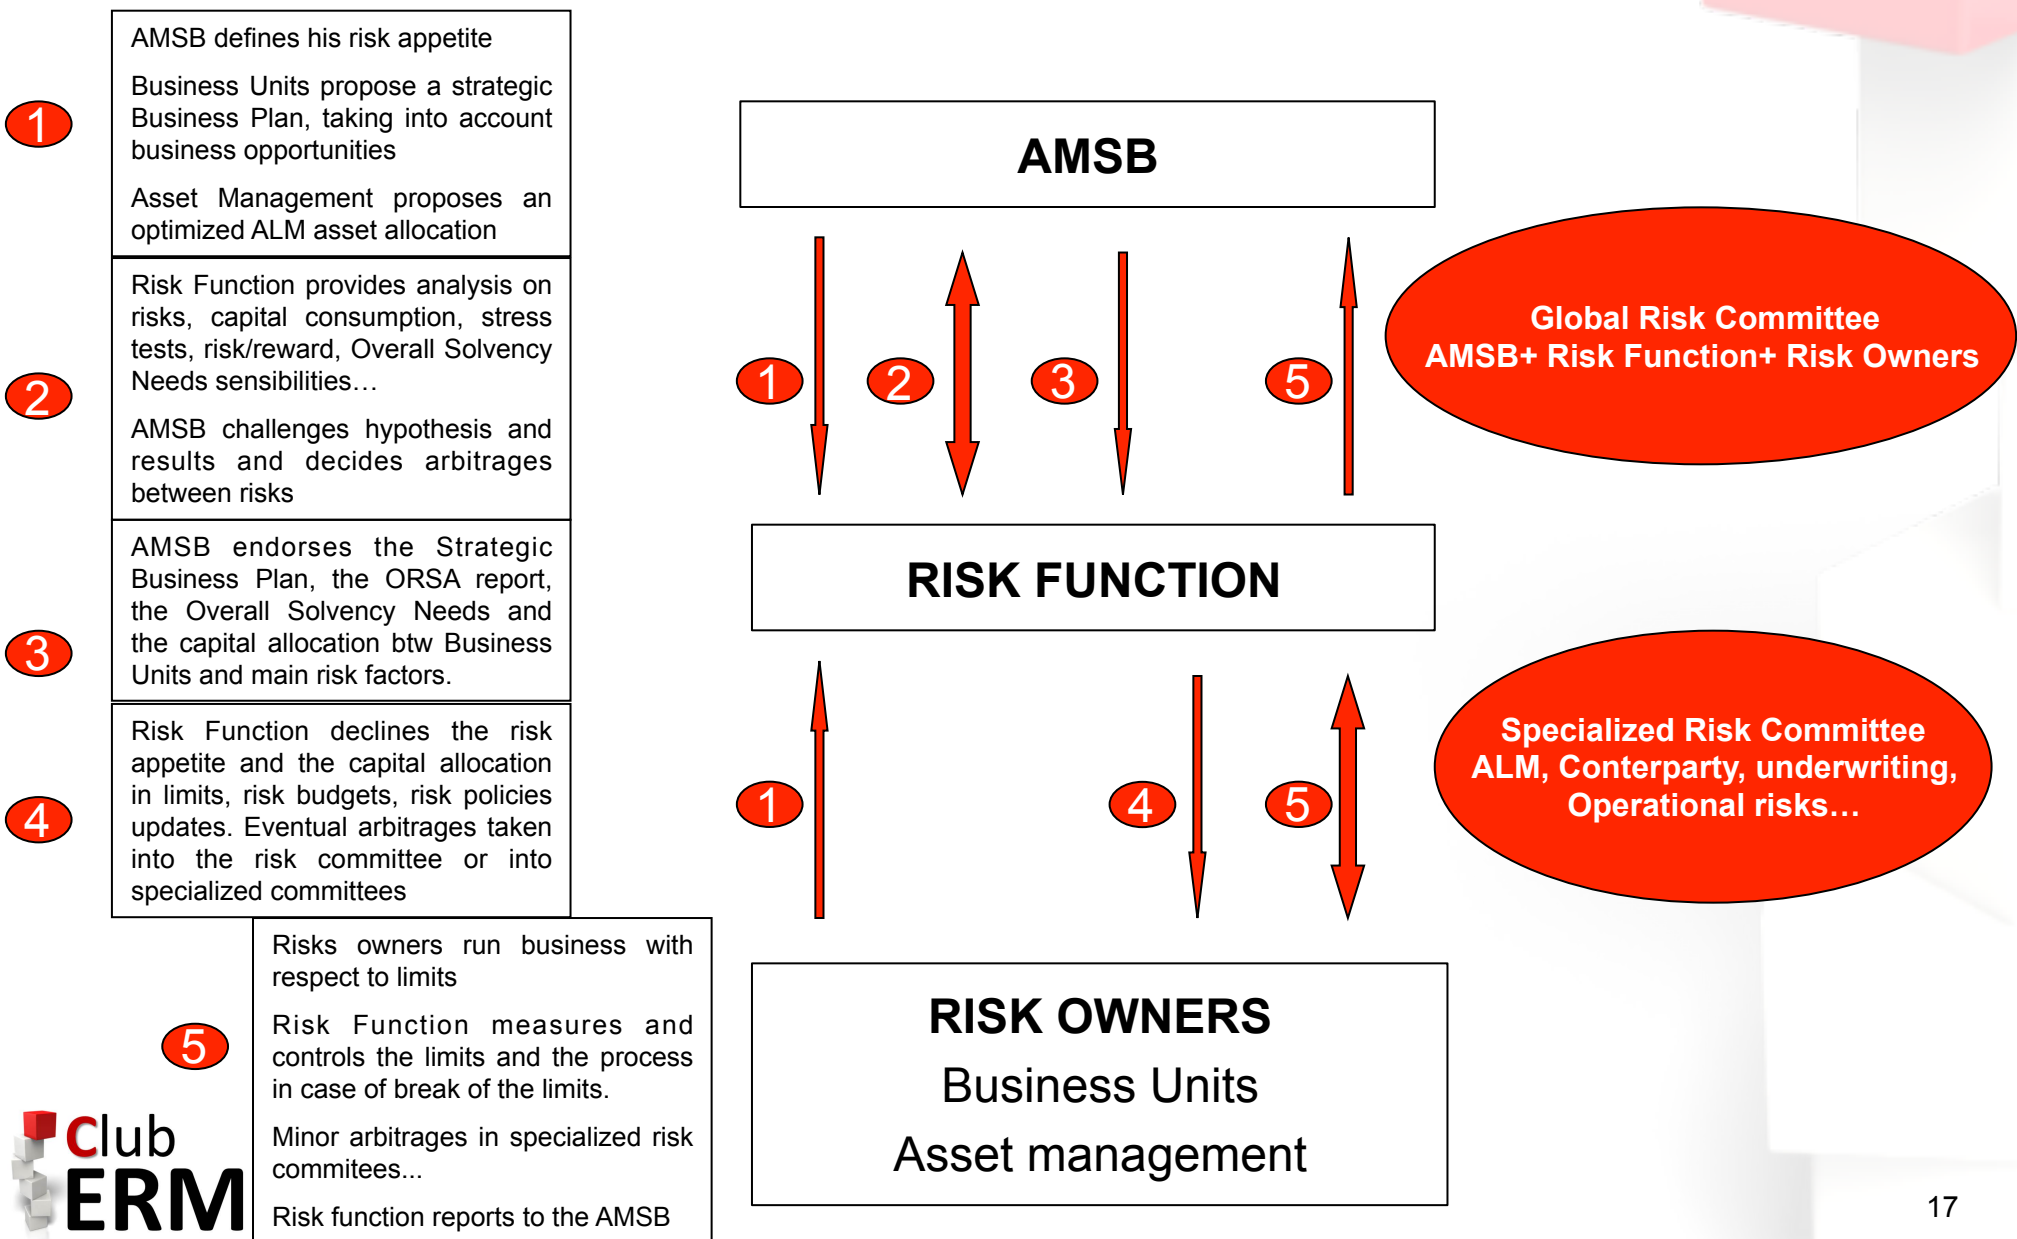 1
AMSB defines his risk appetite
Business Units propose a strategic
Business Plan, taking into account
business opportunities
Asset Management proposes an
optimized ALM asset allocation
2
Risk Function provides analysis on
risks, capital consumption, stress
tests, risk/reward, Overall Solvency
Needs sensibilities…
AMSB challenges hypothesis and
results and decides arbitrages
between risks
3
AMSB endorses the Strategic
Business Plan, the ORSA report,
the Overall Solvency Needs and
the capital allocation btw Business
Units and main risk factors.
4
Risk Function declines the risk
appetite and the capital allocation
in limits, risk budgets, risk policies
updates. Eventual arbitrages taken
into the risk committee or into
specialized committees
5
Risks owners run business with
respect to limits
Risk Function measures and
controls the limits and the process
in case of break of the limits.
Minor arbitrages in specialized risk
commitees...
Risk function reports to the AMSB
AMSB
1
2
3
5
Global Risk Committee
AMSB+ Risk Function+ Risk Owners
RISK FUNCTION
1
4
5
Specialized Risk Committee
ALM, Conterparty, underwriting,
Operational risks…
RISK OWNERS
Business Units
Asset management
Club
ERM
17